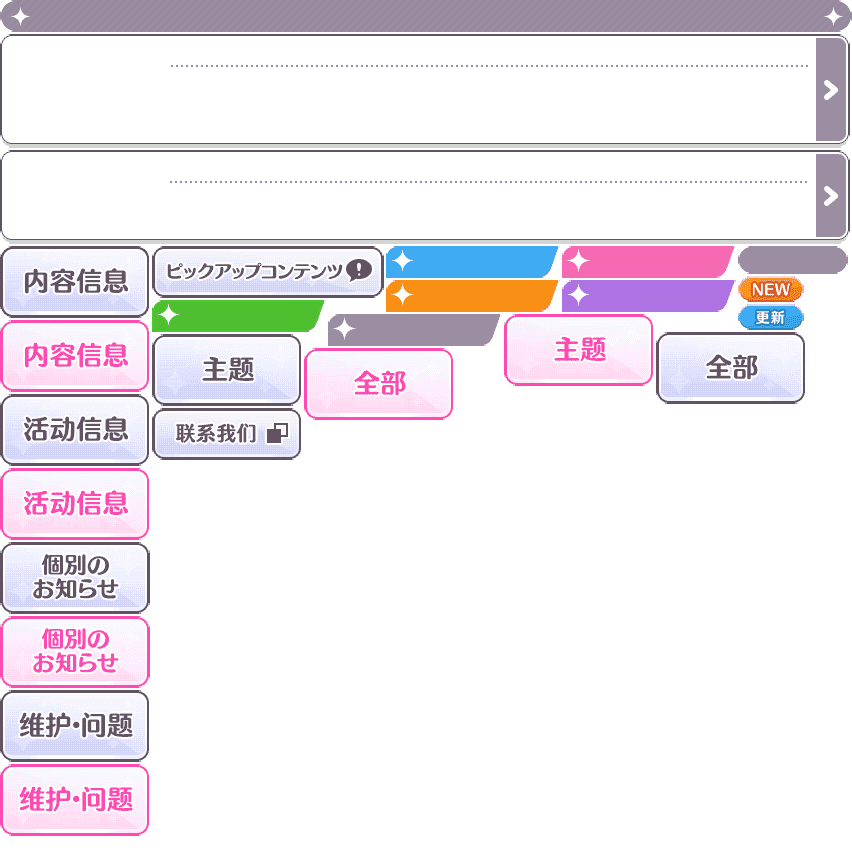 内容信息
ピックアップコンテンツ
NEW
更新
内容信息
主题
全部
主题
全部
活动信息
联系我们
活动信息
個別の
お知らせ
個別の
お知らせ
维护·问题
维护·问题